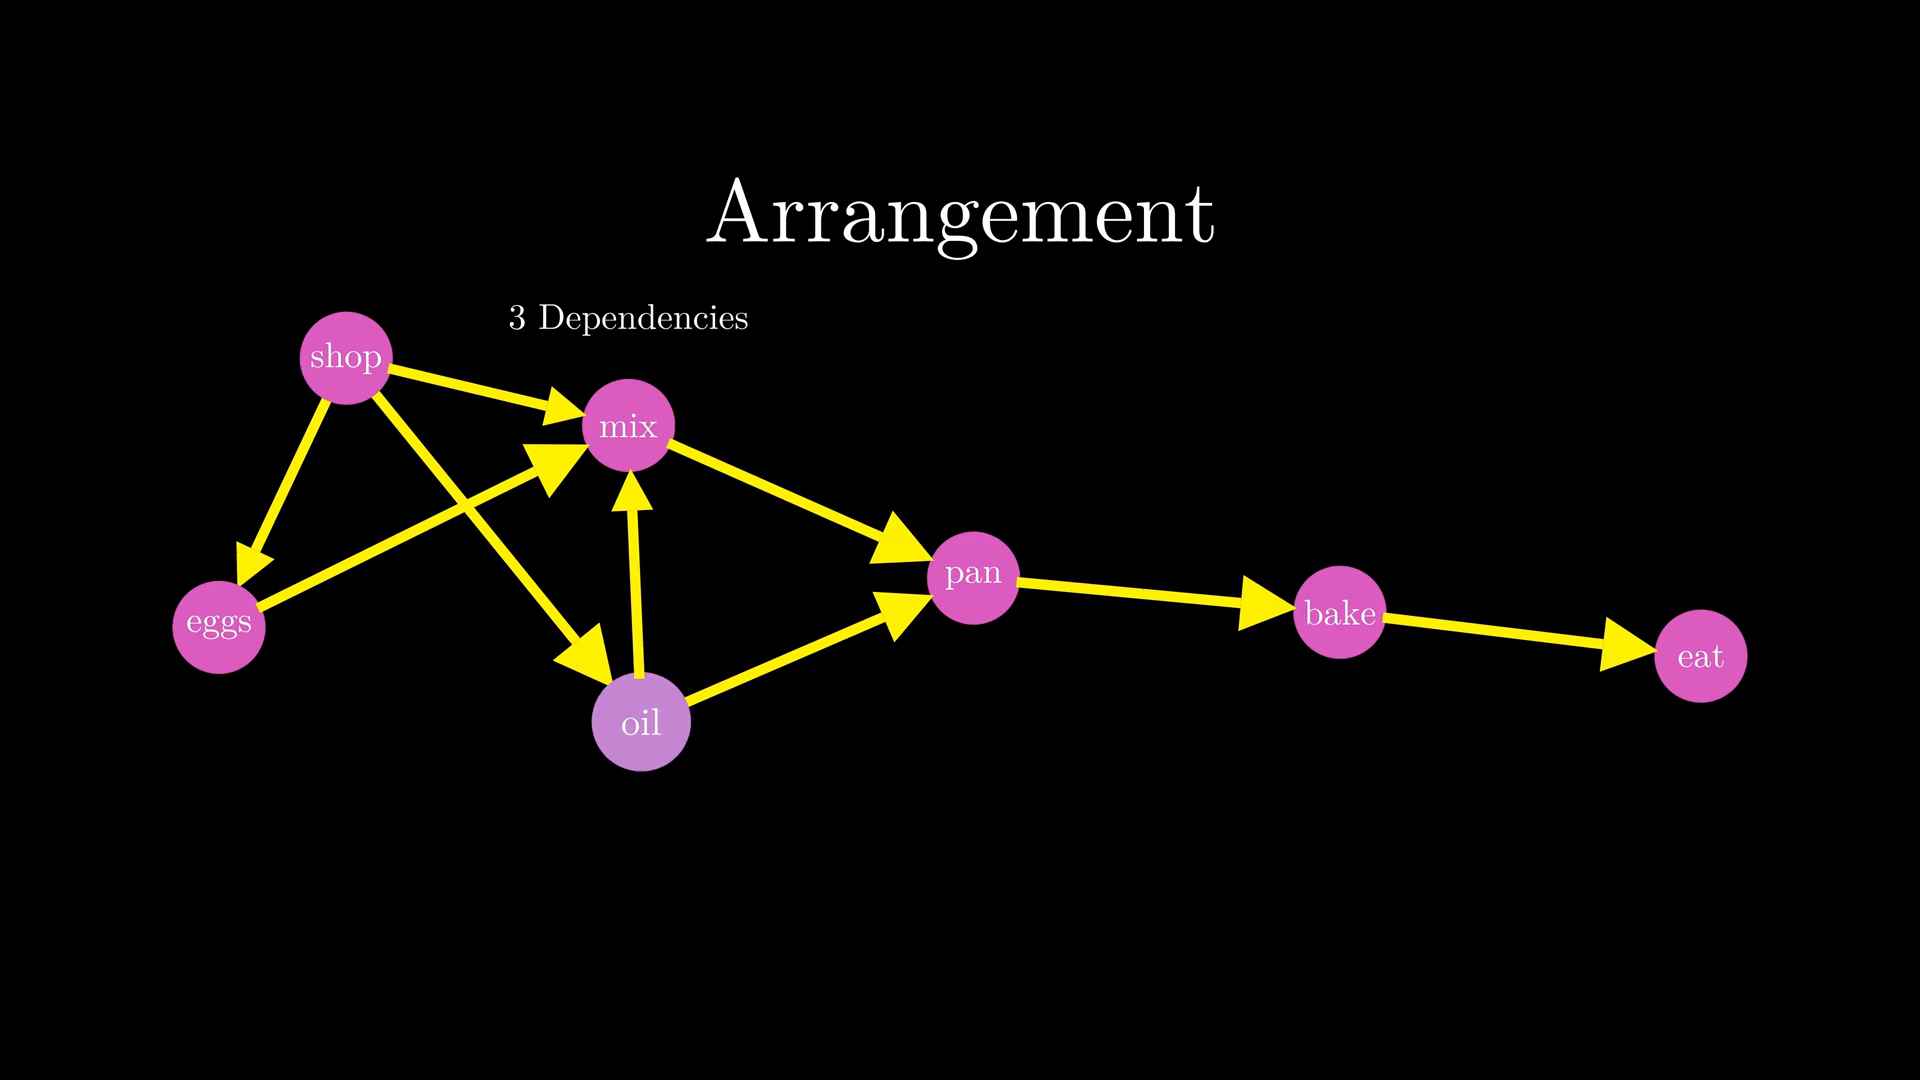 Arrangement
3 Dependencies
shop
mix
eggs
oil
pan
bake
eat